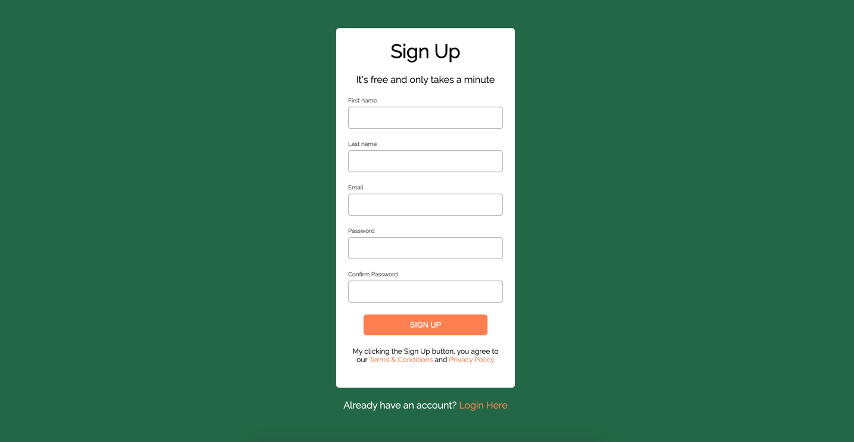 Sign Up
It's free and only takes a minute
First name
Last name
Email
Password
Confirm Password
SIGN UP
My clicking the Sign Up button, you agree to
our Terms & Conditions and Privacy Policy
Already have an account? Login Here